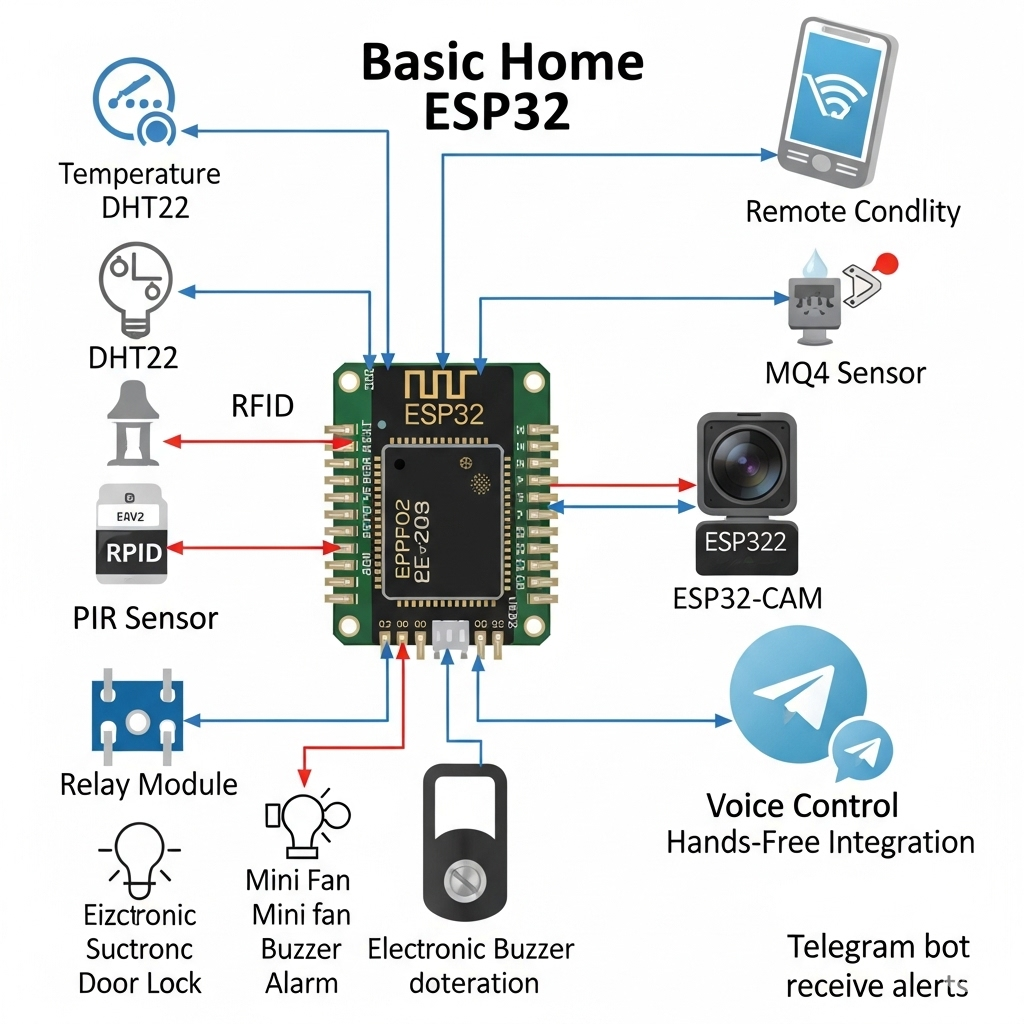 Basic Home
ESP32
Temperature
DHT22
Remote Condlity
DHT22
MQ4 Sensor
RFID
ESP32
EAV2
RPID
PIR Sensor
EPPPO2
ESP322
ESP32-CAM
Relay Module
Voice Control
Hands-Free Integration
Eizctronic
Suctronc
Door Lock
Mini Fan
Mini fan
Buzzer
Alarm
Electronic Buzzer
doteration
Telegram bot
receive alerts